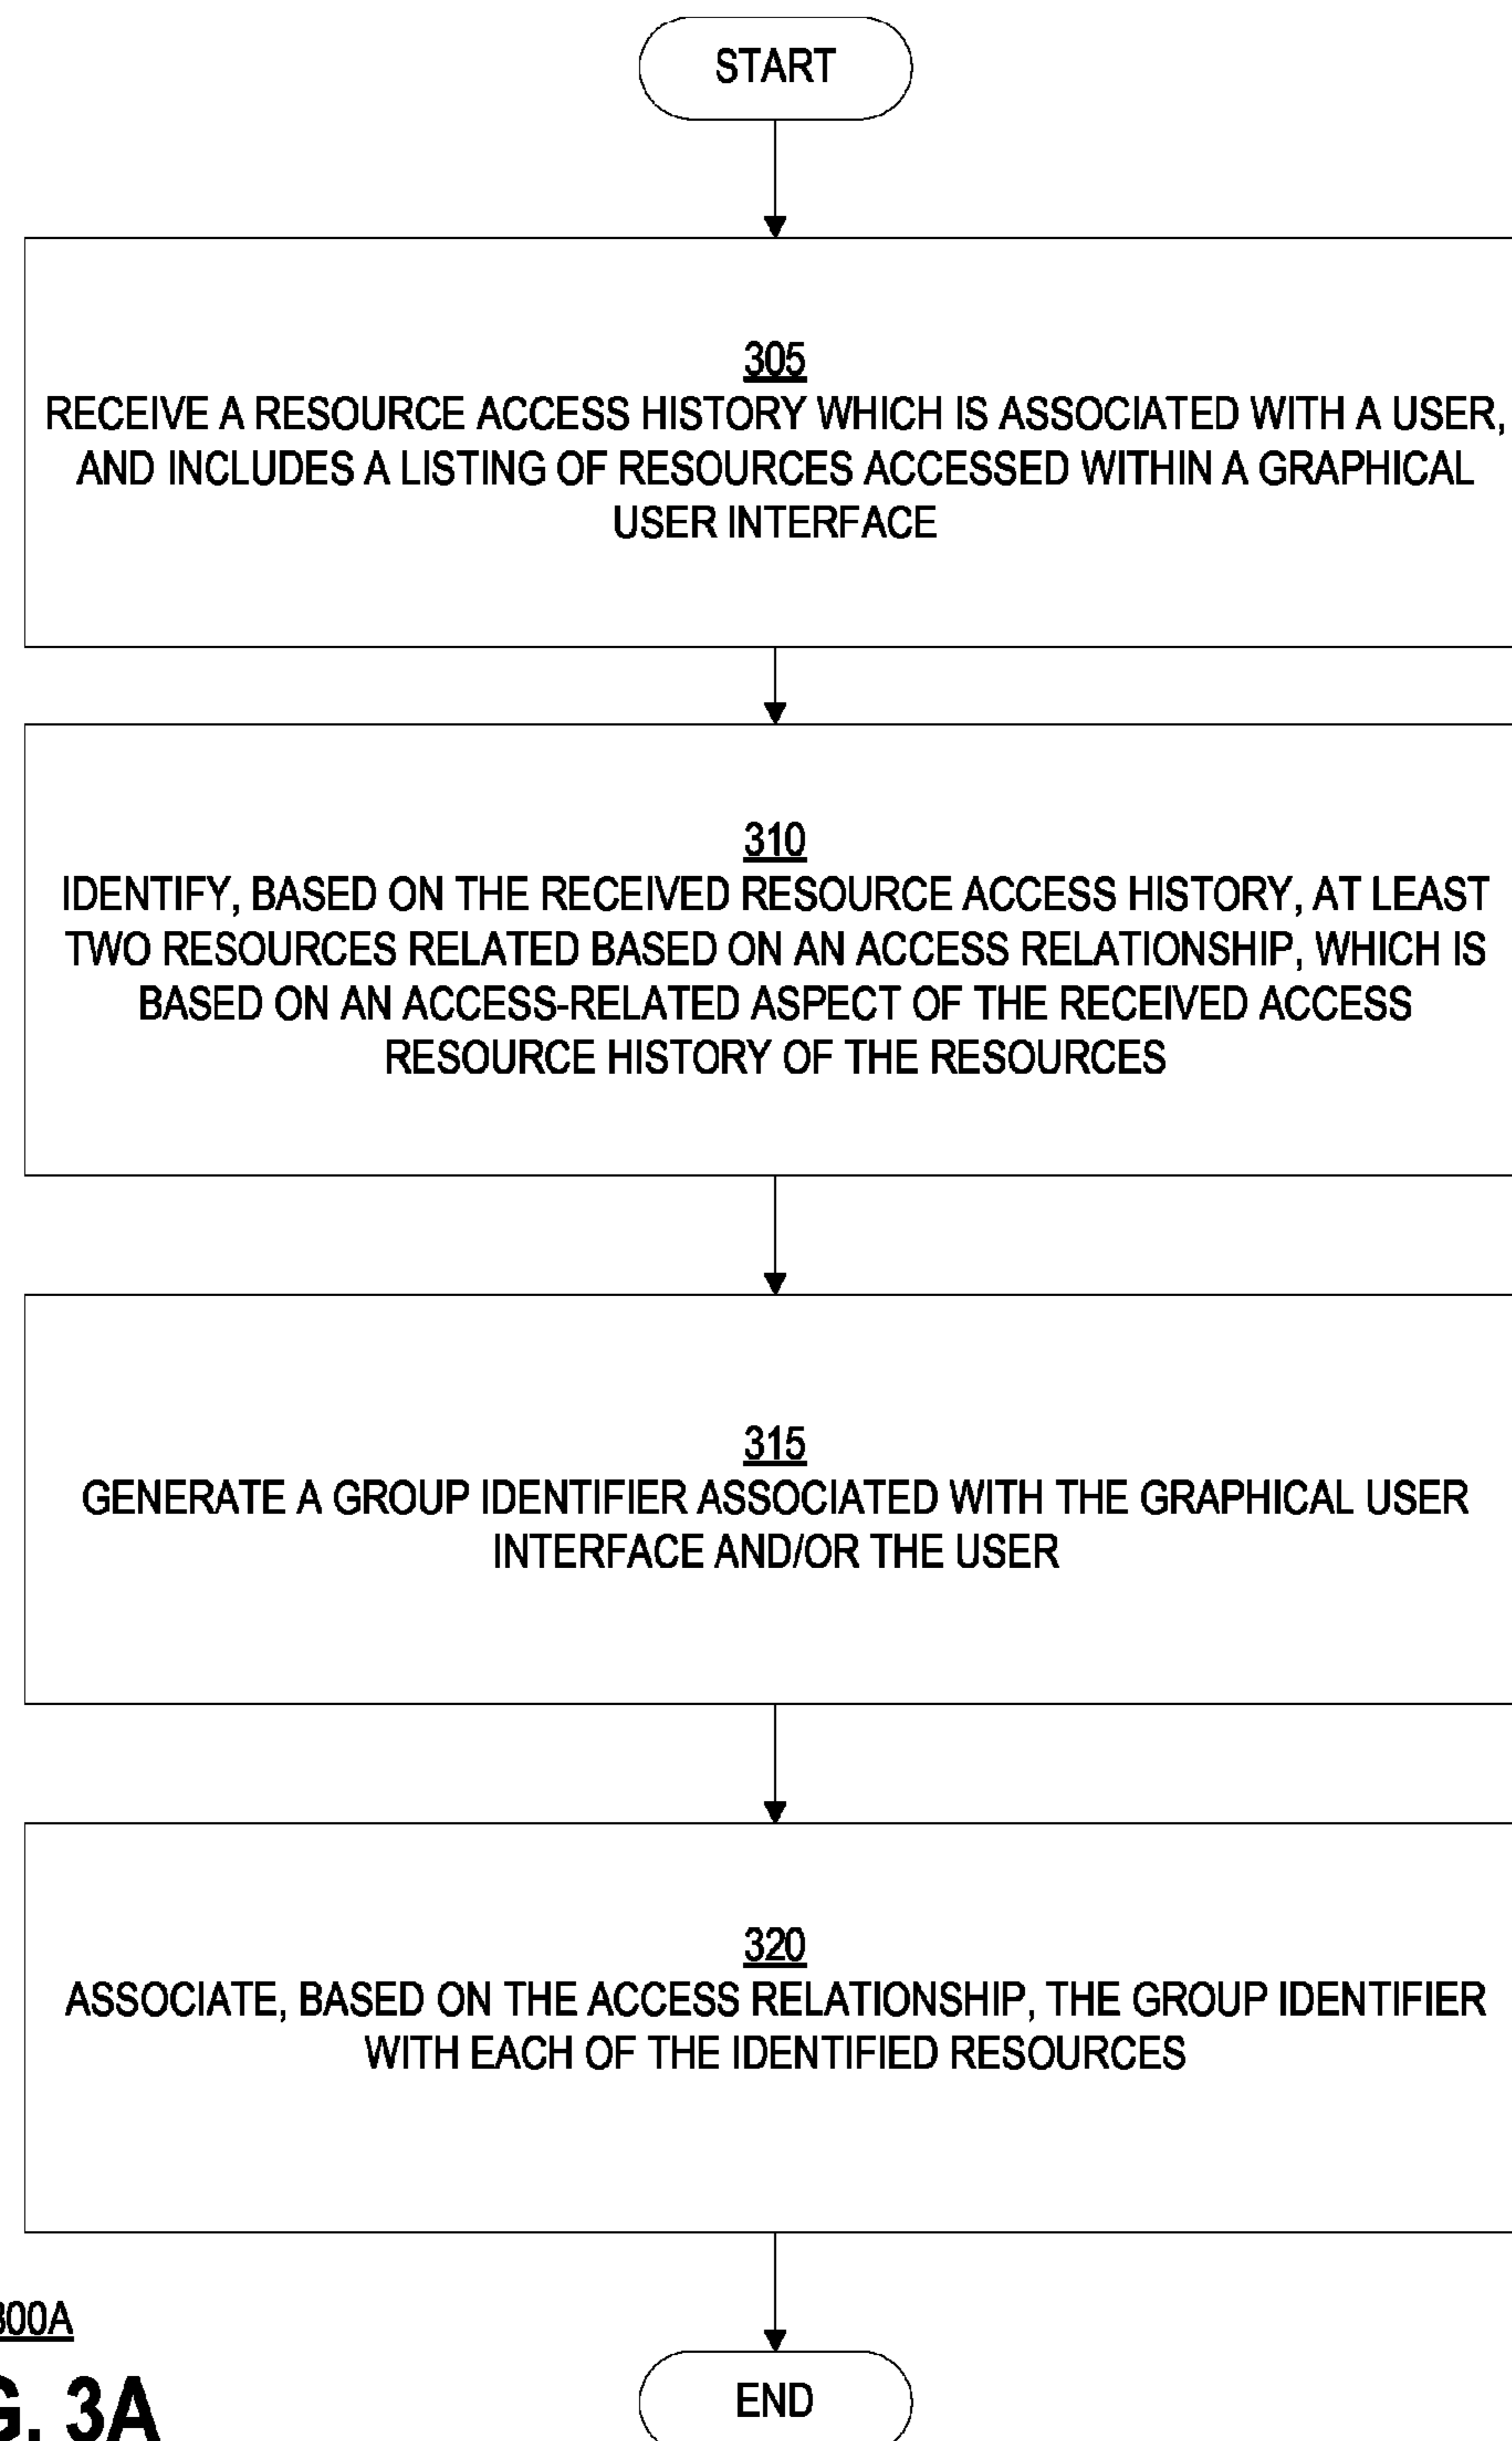 START
305
RECEIVE A RESOURCE ACCESS HISTORY WHICH IS ASSOCIATED WITH A USER,
AND INCLUDES A LISTING OF RESOURCES ACCESSED WITHIN A GRAPHICAL
USER INTERFACE
310
IDENTIFY, BASED ON THE RECEIVED RESOURCE ACCESS HISTORY, AT LEAST
TWO RESOURCES RELATED BASED ON AN ACCESS RELATIONSHIP, WHICH IS
BASED ON AN ACCESS-RELATED ASPECT OF THE RECEIVED ACCESS
RESOURCE HISTORY OF THE RESOURCES
315
GENERATE A GROUP IDENTIFIER ASSOCIATED WITH THE GRAPHICAL USER
INTERFACE AND/OR THE USER
320
ASSOCIATE, BASED ON THE ACCESS RELATIONSHIP, THE GROUP IDENTIFIER
WITH EACH OF THE IDENTIFIED RESOURCES
300A
G. 3A
END